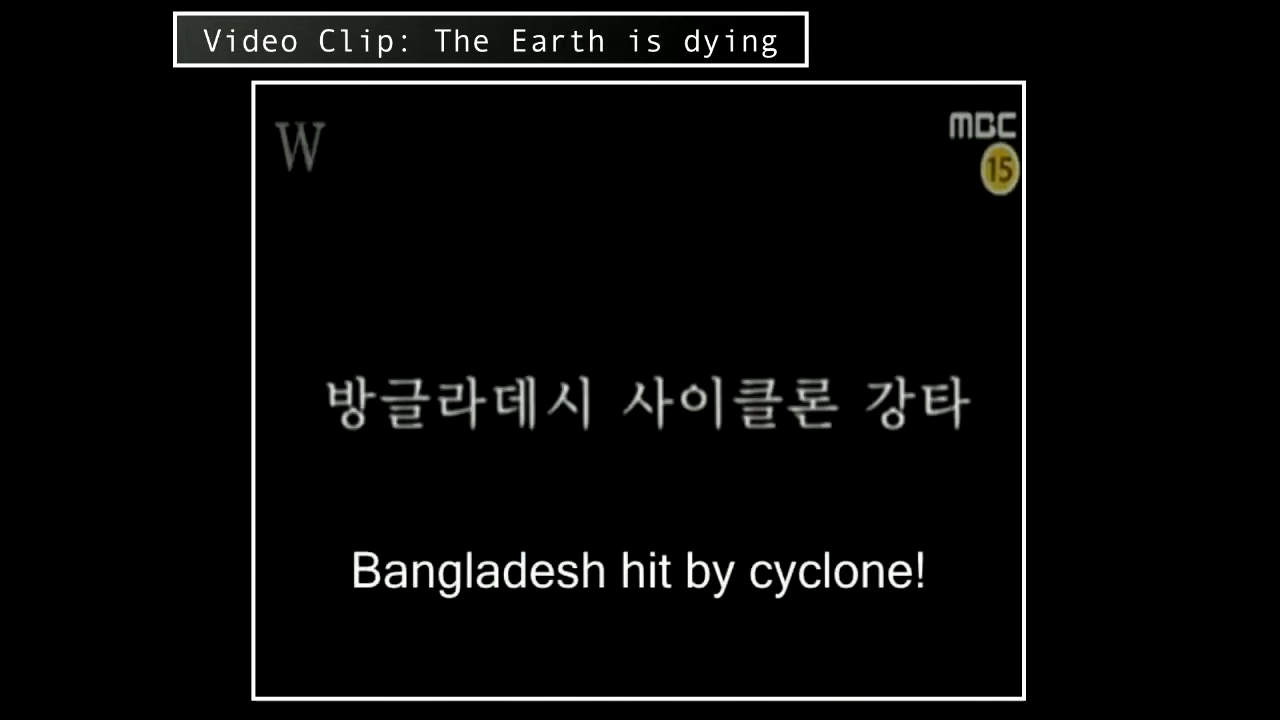 Video Clip: The Earth is dying
W
MBC
15
방글라데시 사이클론 강타
Bangladesh hit by cyclone!